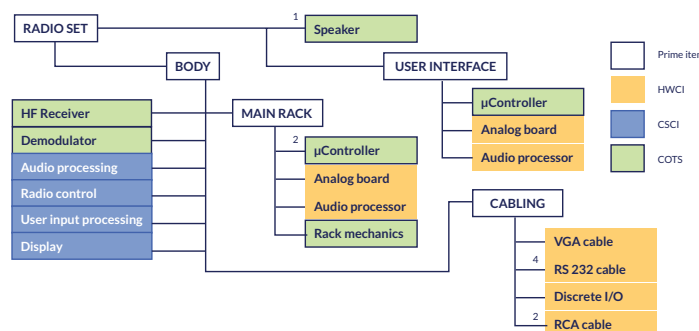 RADIO SET
1
Speaker
BODY
USER INTERFACE
Prime item
HWCI
CSCI
COTS
HF Receiver
Demodulator
Audio processing
Radio control
User input processing
Display
MAIN RACK
2
µController
Analog board
Audio processor
Rack mechanics
µController
Analog board
Audio processor
CABLING
VGA cable
4
RS 232 cable
Discrete I/O
2
RCA cable